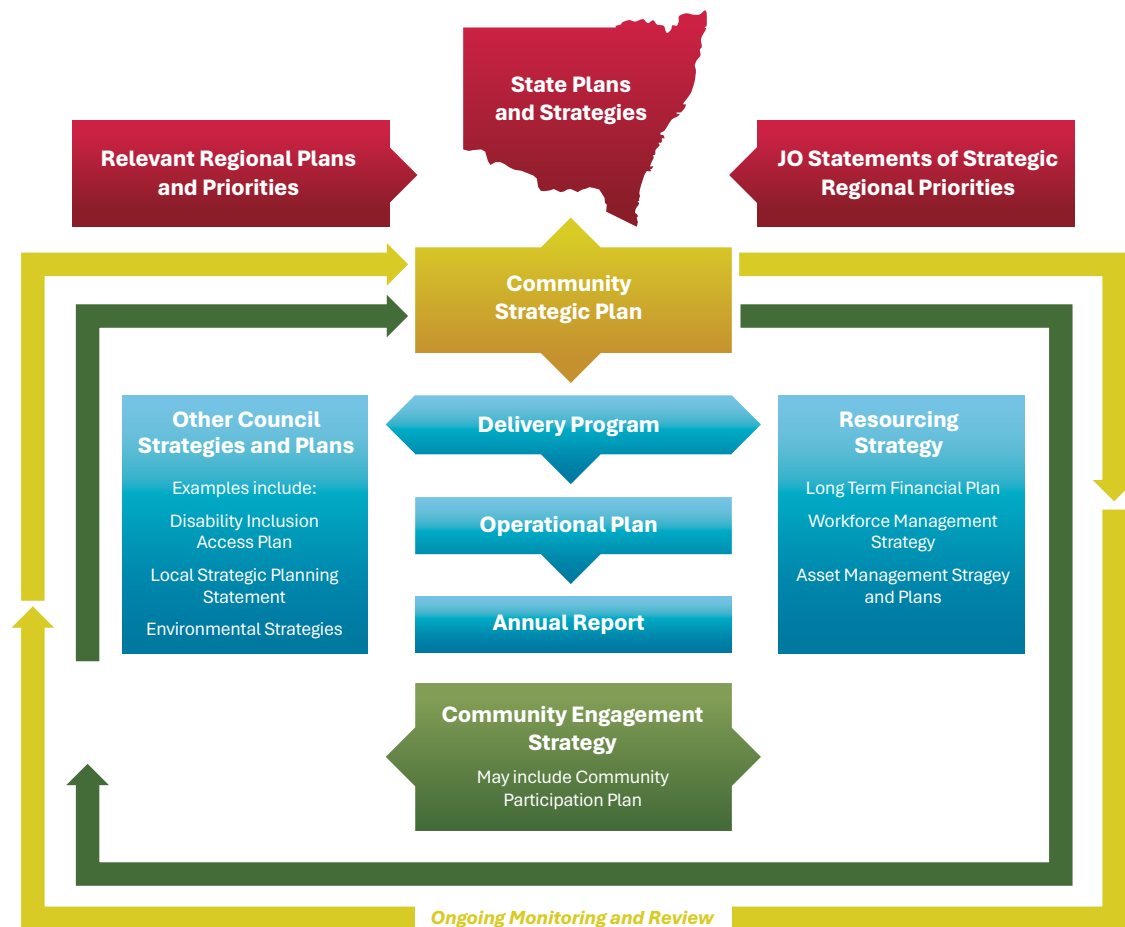 State Plans
and Strategies
Relevant Regional Plans
and Priorities
JO Statements of Strategic
Regional Priorities
Community
Strategic Plan
Other Council
Strategies and Plans
Examples include:
Disability Inclusion
Access Plan
Local Strategic Planning
Statement
Environmental Strategies
Delivery Program
Operational Plan
Annual Report
Resourcing
Strategy
Long Term Financial Plan
Workforce Management
Strategy
Asset Management Stragey
and Plans
Community Engagement
Strategy
May include Community
Participation Plan
Ongoing Monitoring and Review